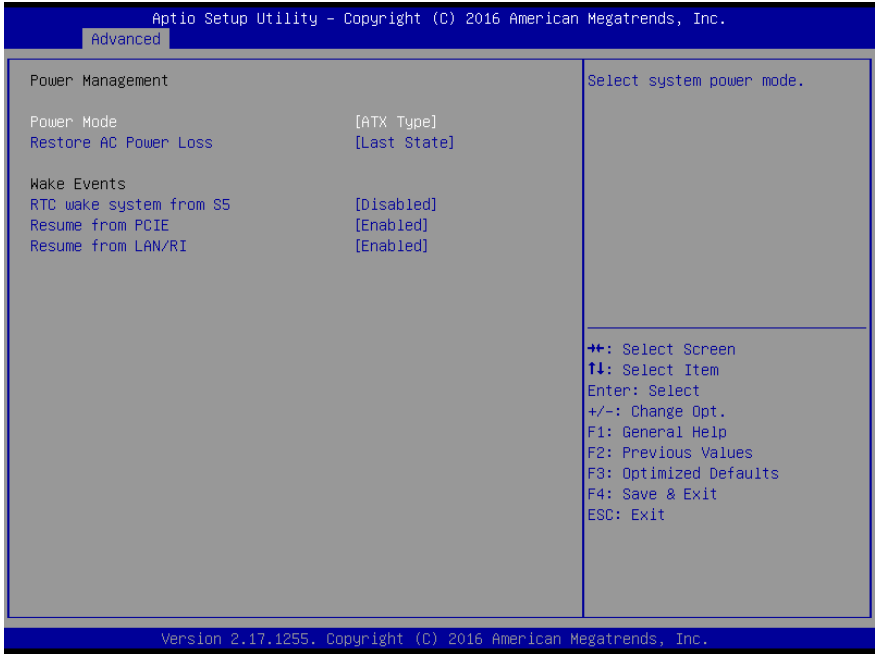 Aptio Setup Utility – Copyright (C) 2016 American Megatrends, Inc.
Advanced
Power Management
Power Mode [ATX Type]
Restore AC Power Loss [Last State]
Wake Events
RTC wake system from S5 [Disabled]
Resume from PCIE [Enabled]
Resume from LAN/RI [Enabled]
Select system power mode.
→←: Select Screen
↑↓: Select Item
Enter: Select
+/-: Change Opt.
F1: General Help
F2: Previous Values
F3: Optimized Defaults
F4: Save & Exit
ESC: Exit
Version 2.17.1255. Copyright (C) 2016 American Megatrends, Inc.